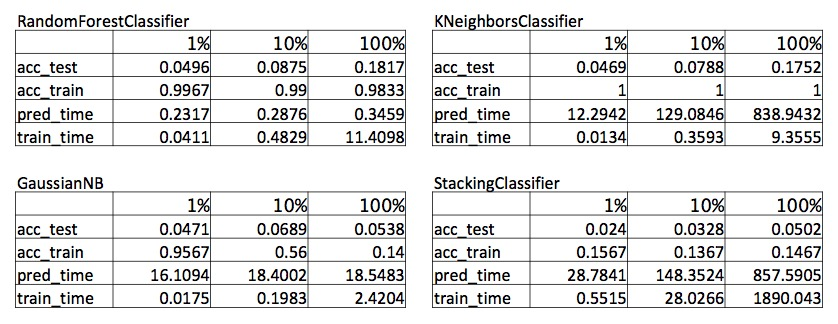 RandomForestClassifier
1% 10% 100%
acc_test 0.0496 0.0875 0.1817
acc_train 0.9967 0.99 0.9833
pred_time 0.2317 0.2876 0.3459
train_time 0.0411 0.4829 11.4098
KNeighborsClassifier
1% 10% 100%
acc_test 0.0469 0.0788 0.1752
acc_train 1 1 1
pred_time 12.2942 129.0846 838.9432
train_time 0.0134 0.3593 9.3555
GaussianNB
1% 10% 100%
acc_test 0.0471 0.0689 0.0538
acc_train 0.9567 0.56 0.14
pred_time 16.1094 18.4002 18.5483
train_time 0.0175 0.1983 2.4204
StackingClassifier
1% 10% 100%
acc_test 0.024 0.0328 0.0502
acc_train 0.1567 0.1367 0.1467
pred_time 28.7841 148.3524 857.5905
train_time 0.5515 28.0266 1890.043